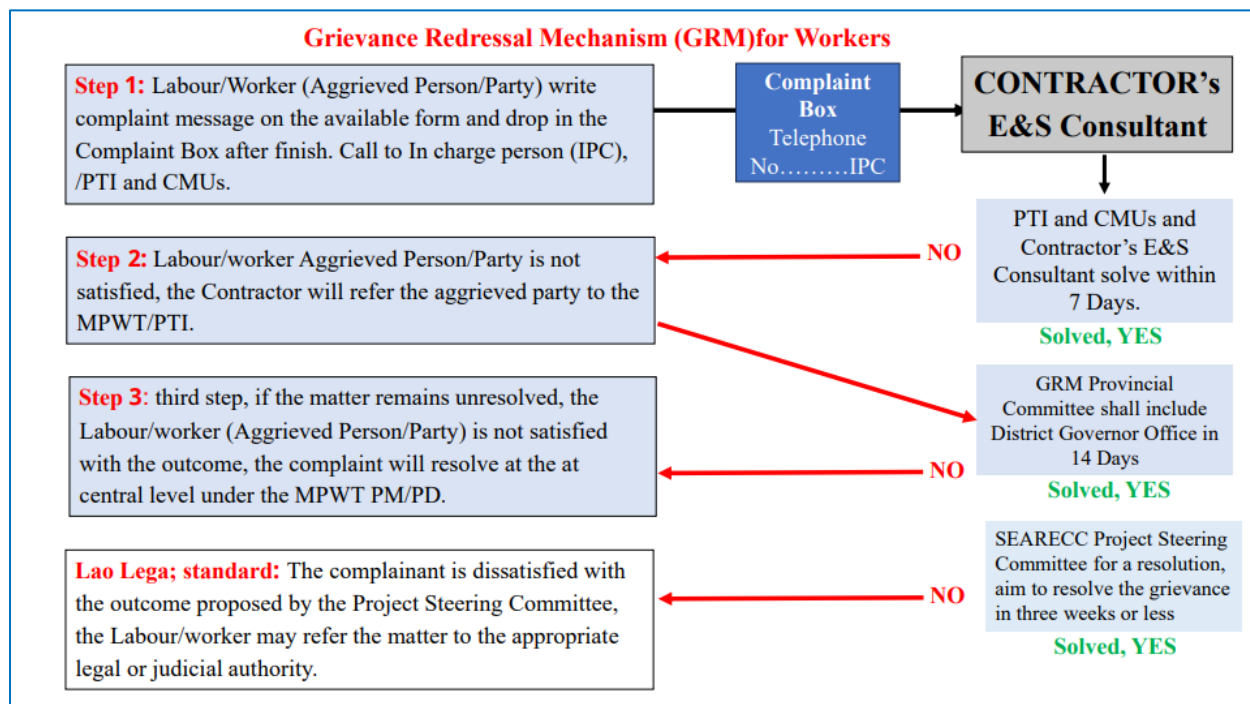 Grievance Redressal Mechanism (GRM)for Workers
Step 1: Labour/Worker (Aggrieved Person/Party) write
complaint message on the available form and drop in the
Complaint Box after finish. Call to In charge person (IPC),
/PTI and CMUs.
Complaint
Box
Telephone
No………IPC
CONTRACTOR's
E&S Consultant
PTI and CMUs and
Contractor's E&S
Consultant solve within
7 Days.
Solved, YES
NO
Step 2: Labour/worker Aggrieved Person/Party is not
satisfied, the Contractor will refer the aggrieved party to the
MPWT/PTI.
GRM Provincial
Committee shall include
District Governor Office in
14 Days
Solved, YES
NO
Step 3: third step, if the matter remains unresolved, the
Labour/worker (Aggrieved Person/Party) is not satisfied
with the outcome, the complaint will resolve at the at
central level under the MPWT PM/PD.
SEARECC Project Steering
Committee for a resolution,
aim to resolve the grievance
in three weeks or less
Solved, YES
NO
Lao Lega; standard: The complainant is dissatisfied with
the outcome proposed by the Project Steering Committee,
the Labour/worker may refer the matter to the appropriate
legal or judicial authority.